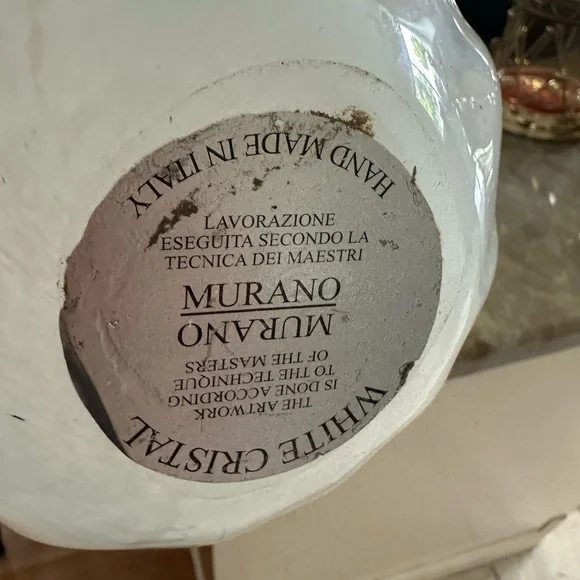 HAND MADE IN ITALY
LAVORAZIONE
ESEGUITA SECONDO LA
TECNICA DEI MAESTRI
MURANO
MURANO
THE ARTWORK
IS DONE ACCORDING
TO THE TECHNIQUE
OF THE MASTERS
WHITE CRISTAL